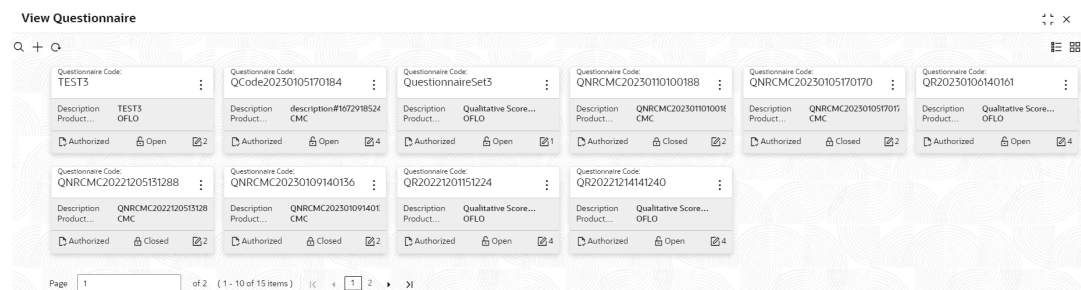 View Questionnaire
Questionnaire Code: Questionnaire Code: Questionnaire Code: Questionnaire Code: Questionnaire Code: Questionnaire Code:
TEST3 QCode20230105170184 QuestionnaireSet3 QNRCMC20230110100188 QNRCMC20230105170170 QR20230106140161
Description TEST3 Description description#1672918524 Description Qualitative Score... Description QNRCMC2023011010018 Description QNRCMC2023010517017 Description Qualitative Score...
Product... OFLO Product... CMC Product... OFLO Product... CMC Product... CMC Product... OFLO
Authorized Open 2 Authorized Open 4 Authorized Open 1 Authorized Closed 2 Authorized Closed 2 Authorized Open 4
Questionnaire Code: Questionnaire Code: Questionnaire Code: Questionnaire Code:
QNRCMC20221205131288 QNRCMC20230109140136 QR20221201151224 QR20221214141240
Description QNRCMC2022120513128 Description QNRCMC202301091401 Description Qualitative Score... Description Qualitative Score...
Product... CMC Product... CMC Product... OFLO Product... OFLO
Authorized Closed 2 Authorized Closed 2 Authorized Open 4 Authorized Open 4
Page 1 of 2 (1 - 10 of 15 items) 1 2